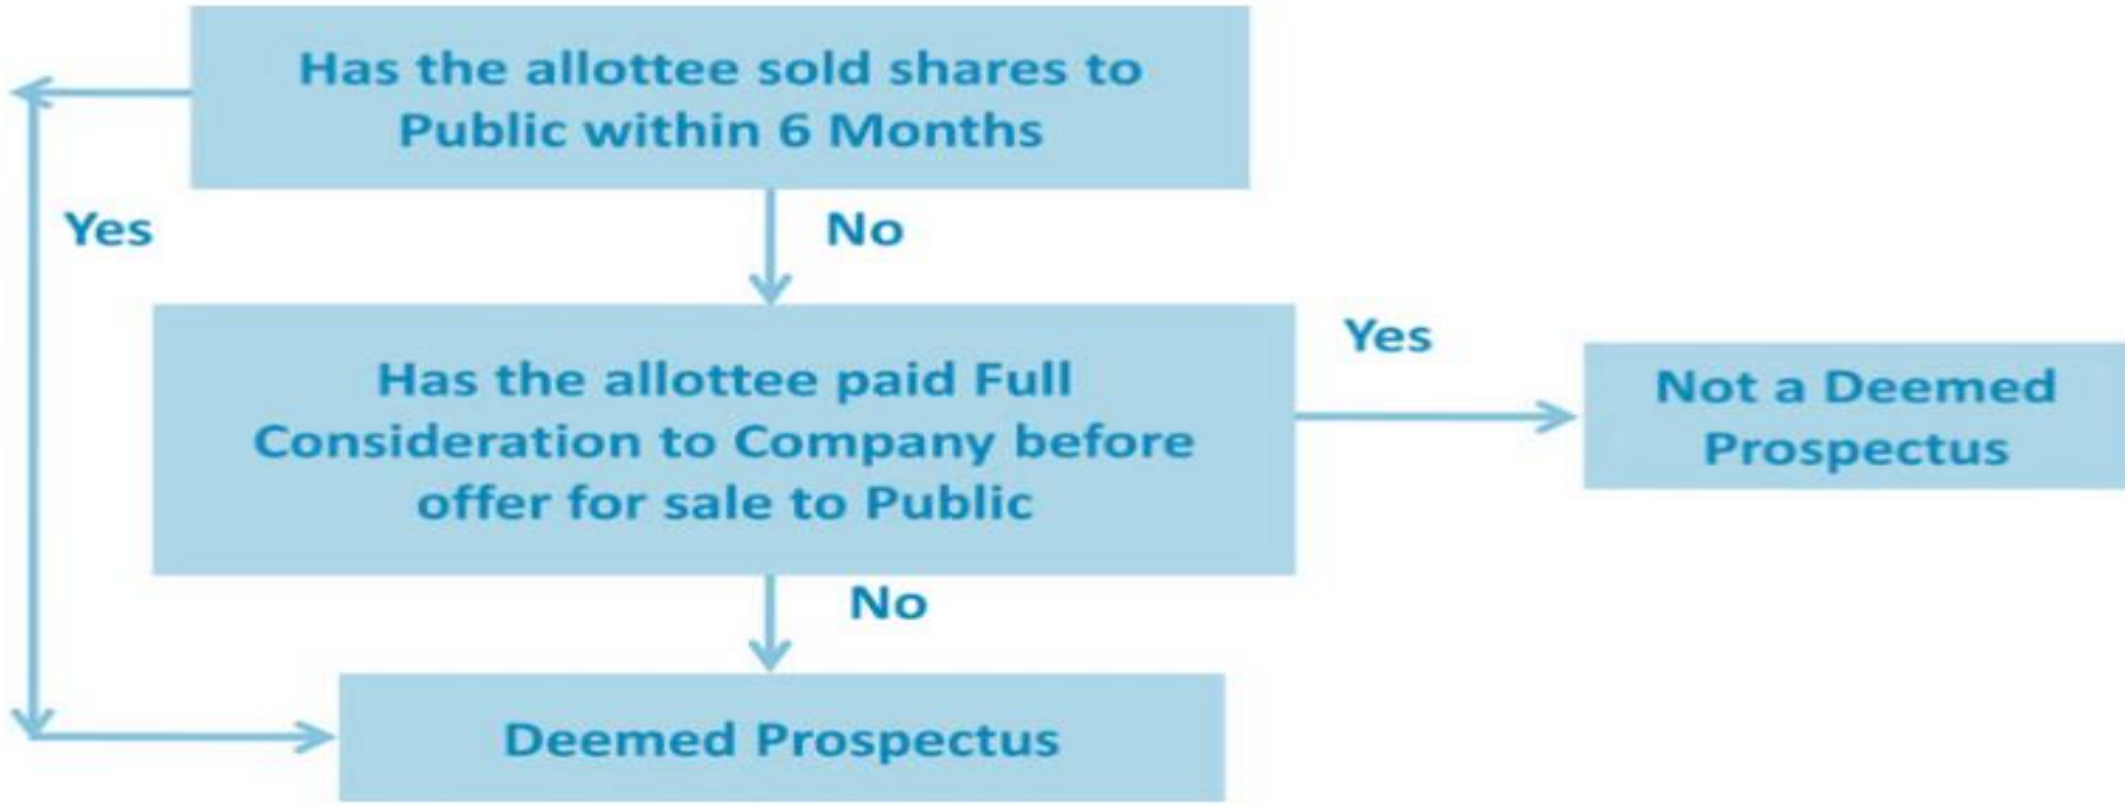 Has the allottee sold shares to
Public within 6 Months
Yes
No
Has the allottee paid Full
Consideration to Company before
offer for sale to Public
Yes
Not a Deemed
Prospectus
No
Deemed Prospectus